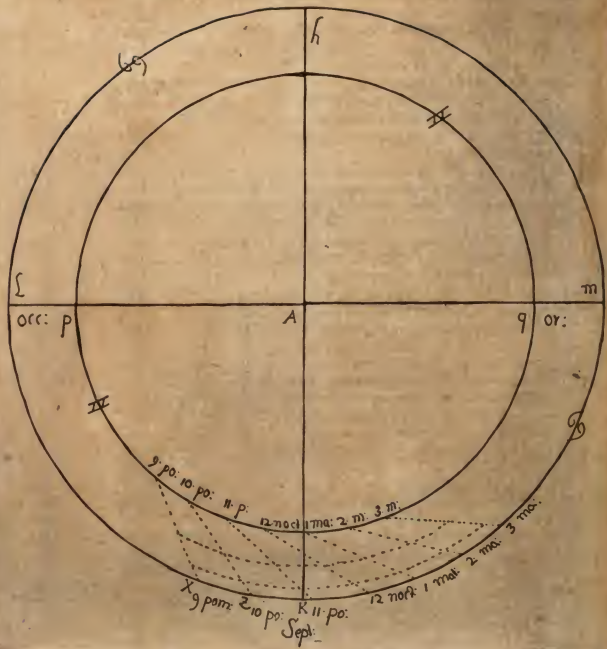 h
L
m
occ: p
A
q or:
9 po: 10 po: 11 p: 12 noct 1 ma: 2 m: 3 m:
X 9 pom: Z 10 po: K 11 po: 12 noct: 1 mat: 2 ma: 3 ma:
Sept: